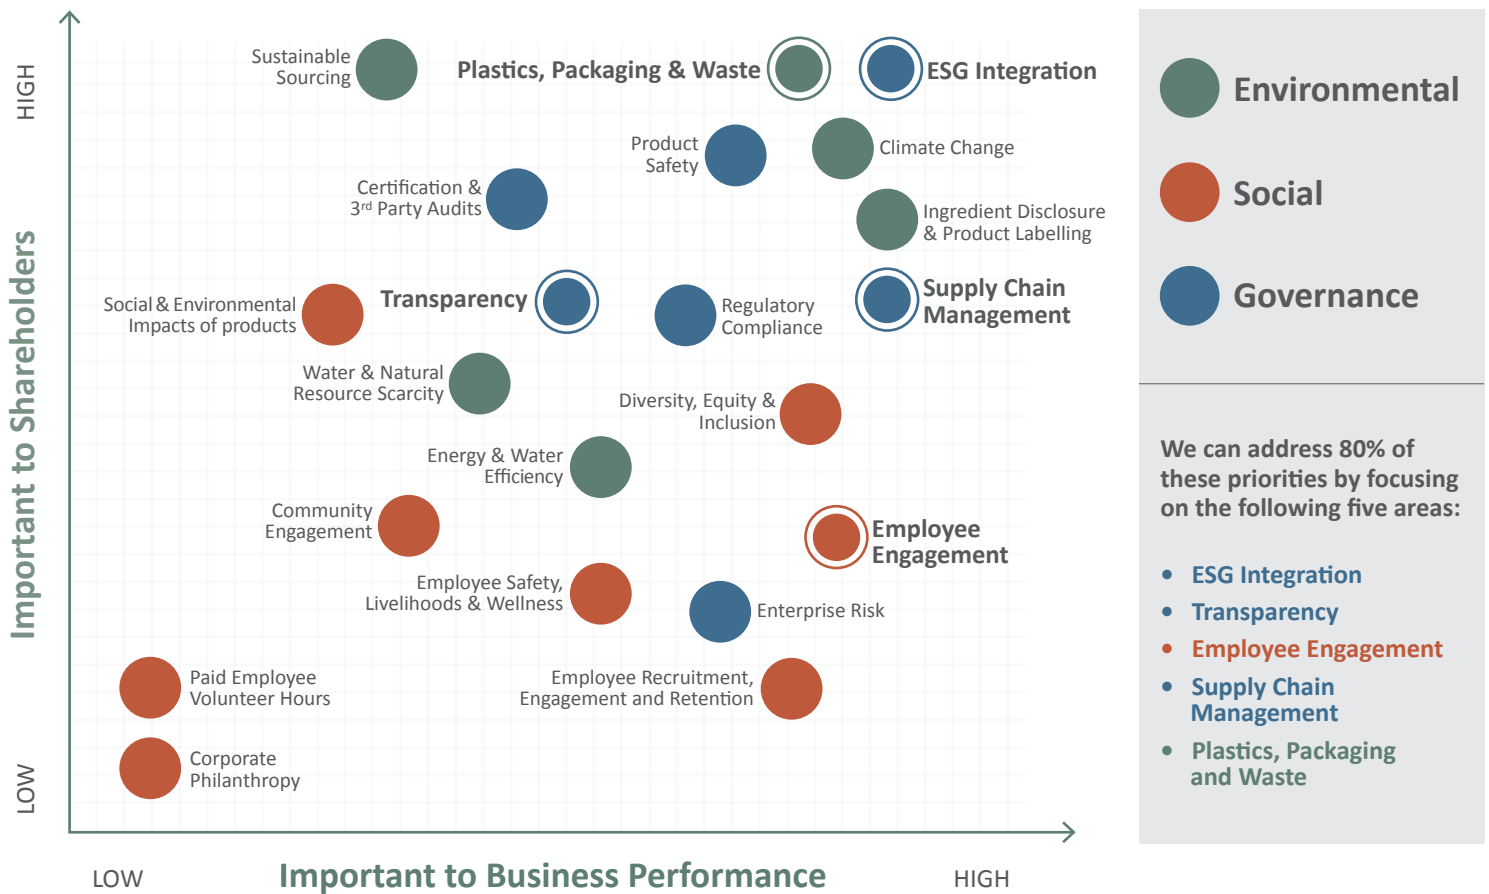 HIGH
Important to Shareholders
LOW
Sustainable
Sourcing
Plastics, Packaging & Waste
ESG Integration
Product
Safety
Climate Change
Certification &
3rd Party Audits
Ingredient Disclosure
& Product Labelling
Social & Environmental
Impacts of products
Transparency
Regulatory
Compliance
Supply Chain
Management
Water & Natural
Resource Scarcity
Diversity, Equity &
Inclusion
Energy & Water
Efficiency
Community
Engagement
Employee
Engagement
Employee Safety,
Livelihoods & Wellness
Enterprise Risk
Paid Employee
Volunteer Hours
Employee Recruitment,
Engagement and Retention
Corporate
Philanthropy
LOW
Important to Business Performance
HIGH
Environmental
Social
Governance
We can address 80% of
these priorities by focusing
on the following five areas:
• ESG Integration
• Transparency
• Employee Engagement
• Supply Chain
Management
• Plastics, Packaging
and Waste